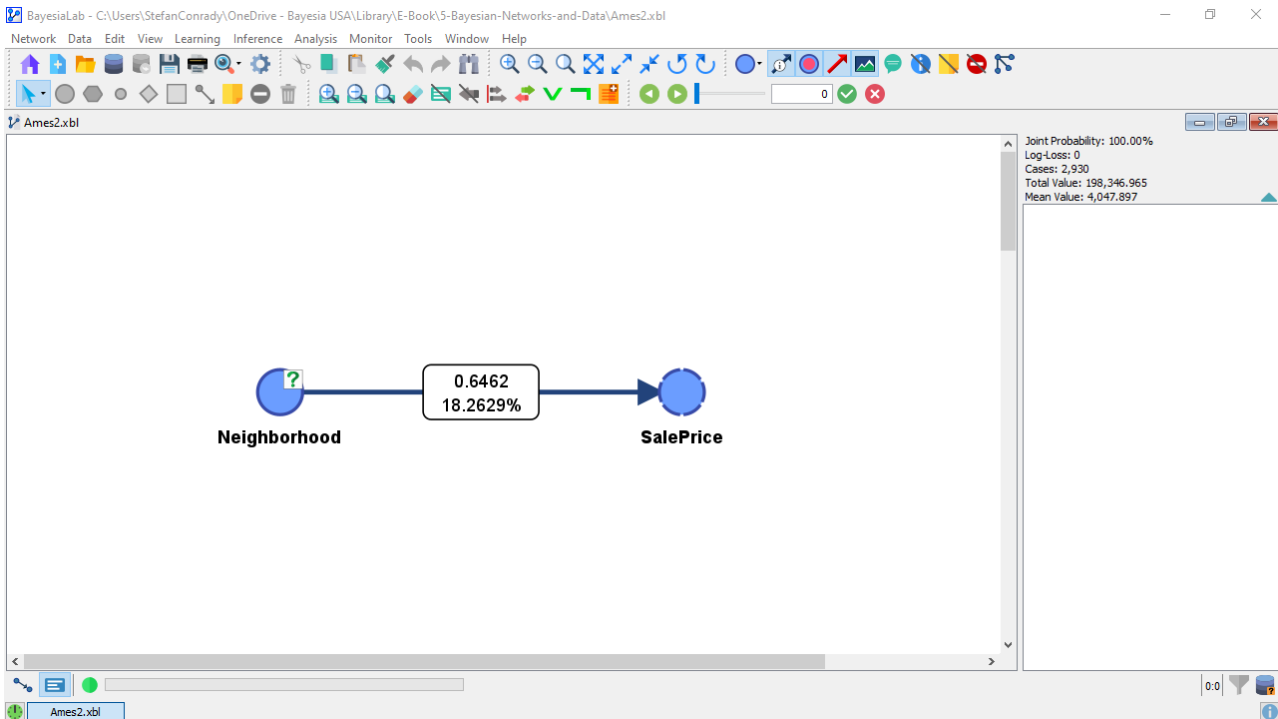 BayesiaLab - C:\Users\StefanConrady\OneDrive - Bayesia USA\Library\E-Book\5-Bayesian-Networks-and-Data\Ames2.xbl
Network Data Edit View Learning Inference Analysis Monitor Tools Window Help
0
Ames2.xbl
Joint Probability: 100.00%
Log-Loss: 0
Cases: 2,930
Total Value: 198,346.965
Mean Value: 4,047.897
?
0.6462
18.2629%
Neighborhood
SalePrice
0:0
Ames2.xbl